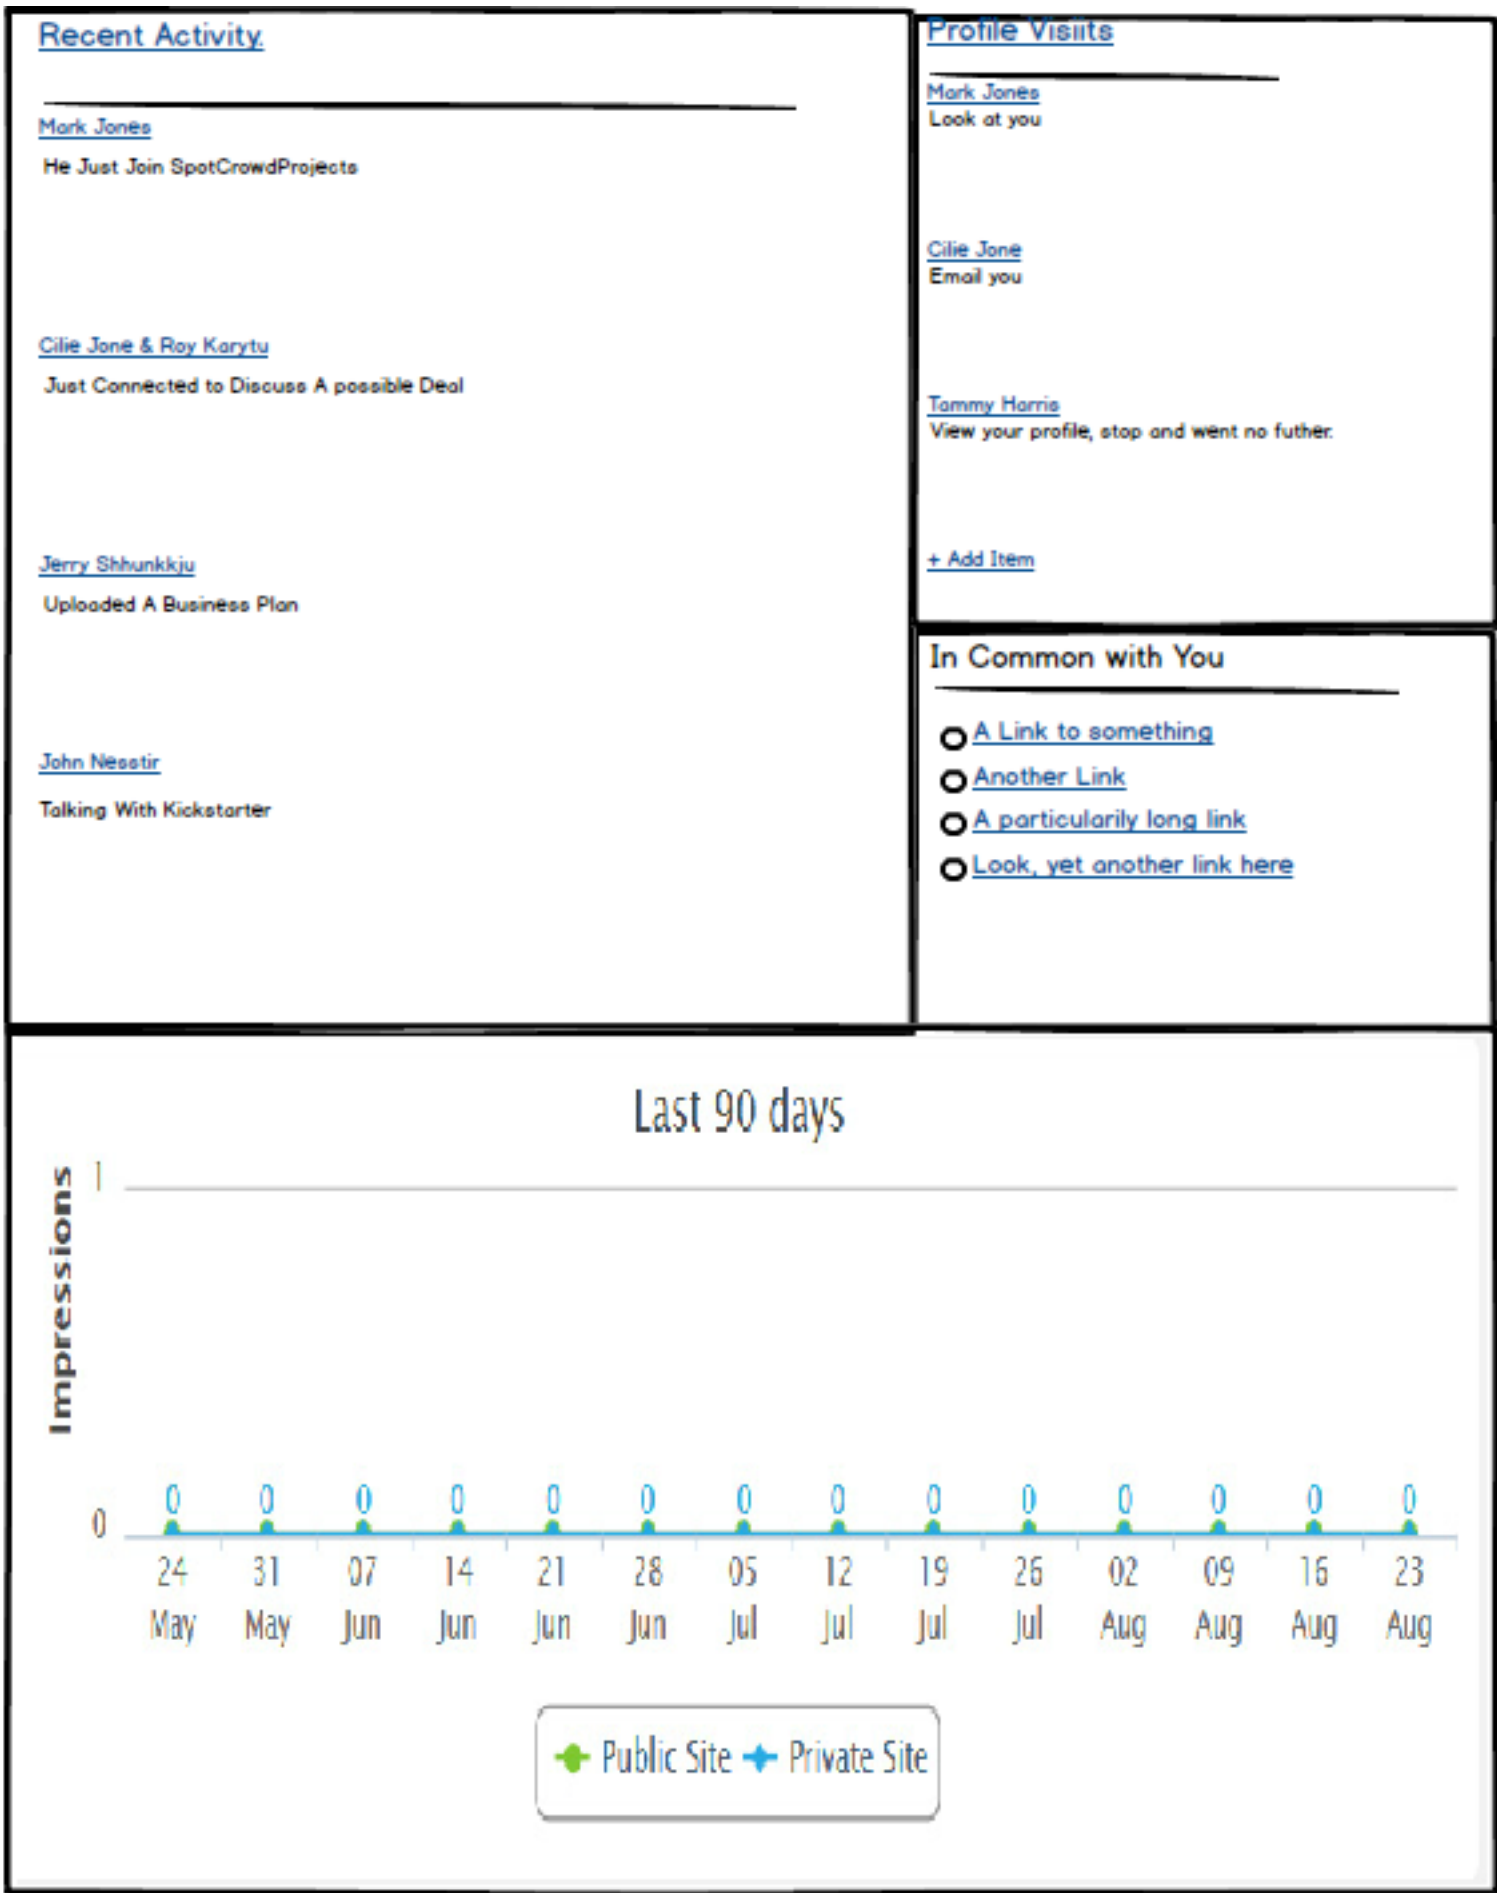 Recent Activity.
Mark Jones
He Just Join SpotCrowdProjects
Cilie Jone & Roy Karytu
Just Connected to Discuss A possible Deal
Jerry Shhunkkju
Uploaded A Business Plan
John Nesstir
Talking With Kickstarter
Profile Visiits
Mark Jones
Look at you
Cilie Jone
Email you
Tammy Harris
View your profile, stop and went no futher.
+ Add Item
In Common with You
A Link to something
Another Link
A particularily long link
Look, yet another link here
Last 90 days
Impressions
1
0
0 0 0 0 0 0 0 0 0 0 0 0 0 0
24 31 07 14 21 28 05 12 19 26 02 09 16 23
May May Jun Jun Jun Jun Jul Jul Jul Jul Aug Aug Aug Aug
Public Site Private Site